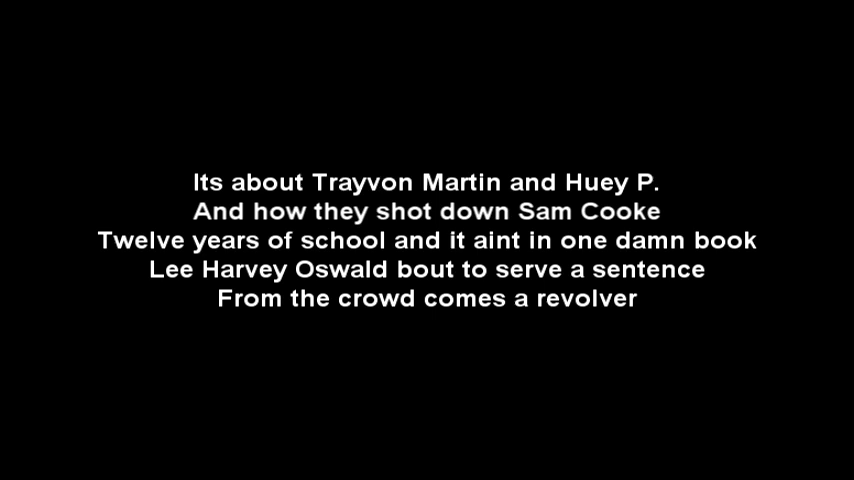 Its about Trayvon Martin and Huey P.
And how they shot down Sam Cooke
Twelve years of school and it aint in one damn book
Lee Harvey Oswald bout to serve a sentence
From the crowd comes a revolver